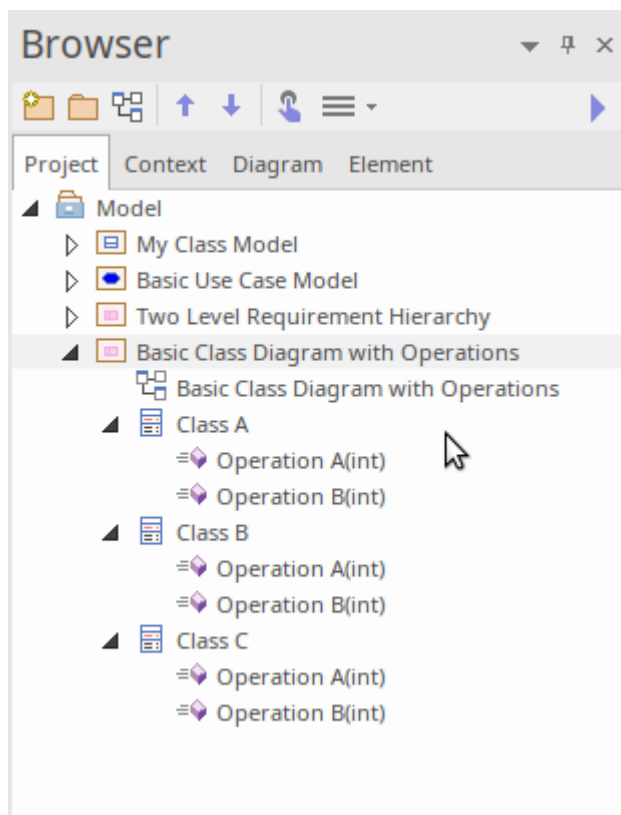 Browser
Project Context Diagram Element
Model
My Class Model
Basic Use Case Model
Two Level Requirement Hierarchy
Basic Class Diagram with Operations
Basic Class Diagram with Operations
Class A
Operation A(int)
Operation B(int)
Class B
Operation A(int)
Operation B(int)
Class C
Operation A(int)
Operation B(int)